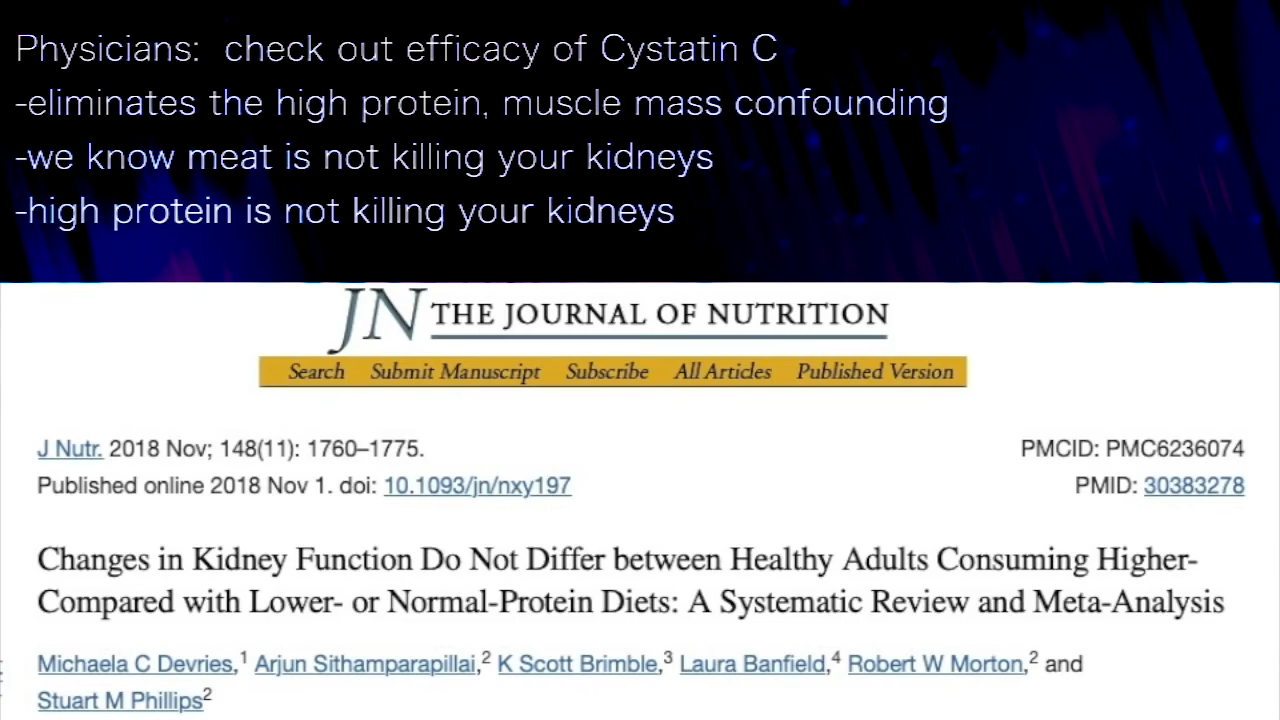 Physicians:  check out efficacy of Cystatin C
-eliminates the high protein, muscle mass confounding
-we know meat is not killing your kidneys
-high protein is not killing your kidneys
JN THE JOURNAL OF NUTRITION
Search Submit Manuscript Subscribe All Articles Published Version
J Nutr. 2018 Nov; 148(11): 1760–1775. PMCID: PMC6236074
Published online 2018 Nov 1. doi: 10.1093/jn/nxy197 PMID: 30383278
Changes in Kidney Function Do Not Differ between Healthy Adults Consuming Higher-
Compared with Lower- or Normal-Protein Diets: A Systematic Review and Meta-Analysis
Michaela C Devries,1 Arjun Sithamparapillai,2 K Scott Brimble,3 Laura Banfield,4 Robert W Morton,2 and
Stuart M Phillips2